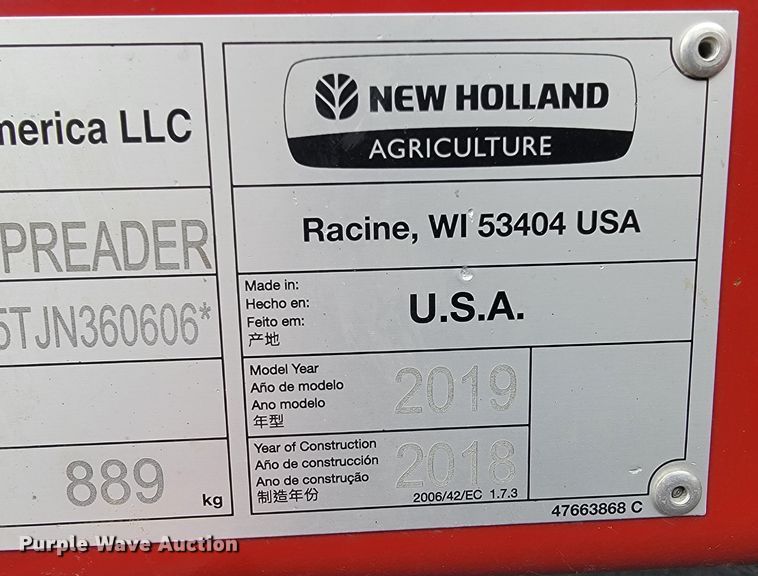 merica LLC
PREADER
5TJN360606*
889 kg
NEW HOLLAND
AGRICULTURE
Racine, WI 53404 USA
Made in:
Hecho en:
Feito em:
产地
U.S.A.
Model Year
Año de modelo
Ano modelo
年型
2019
Year of Construction
Año de construcción
Ano de construção
制造年份
2018
2006/42/EC 1.7.3
47663868 C
Purple Wave Auction